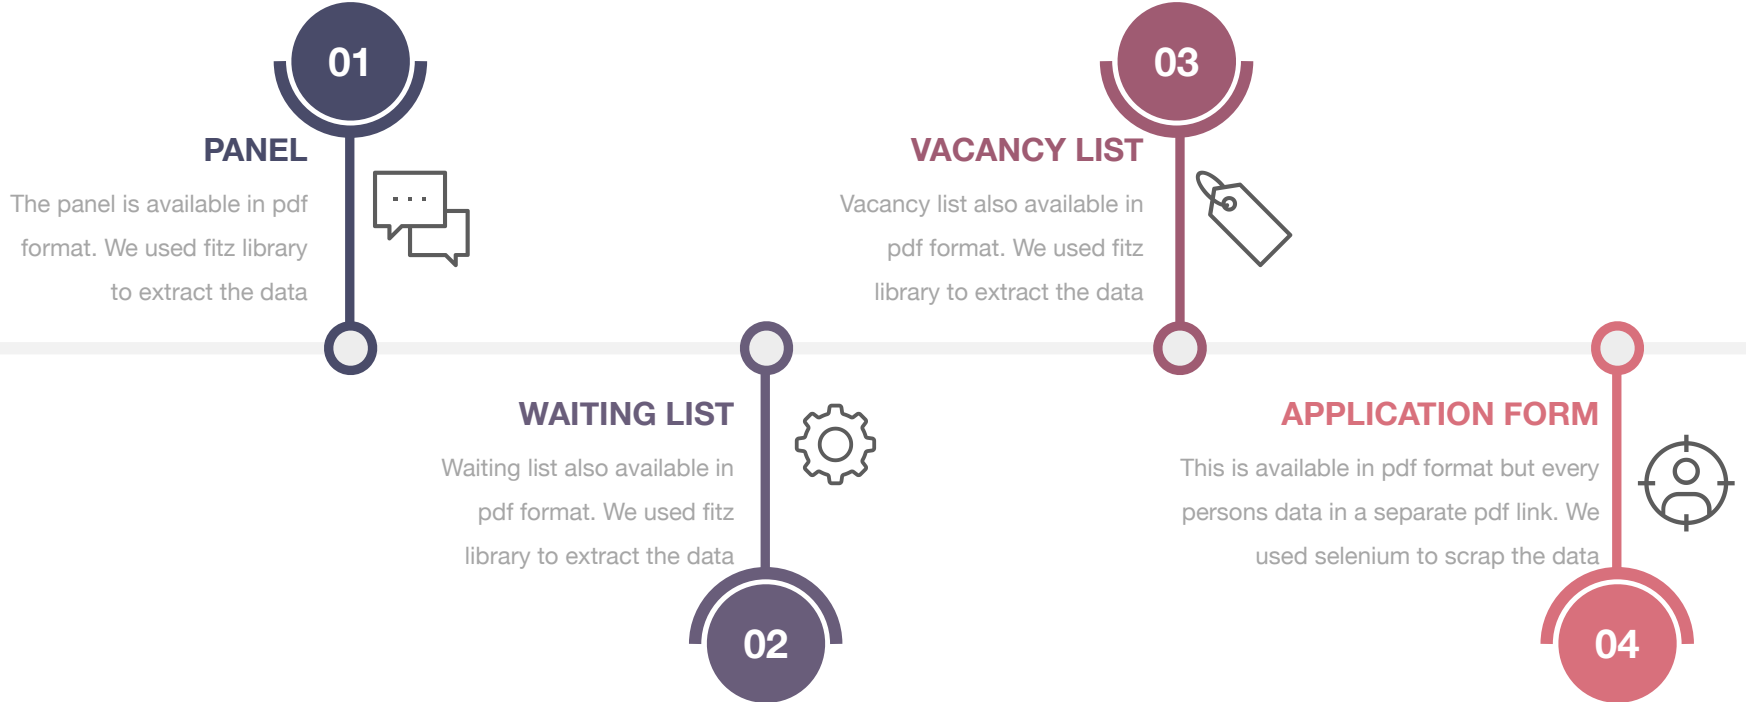 01
PANEL
The panel is available in pdf
format. We used fitz library
to extract the data
02
WAITING LIST
Waiting list also available in
pdf format. We used fitz
library to extract the data
03
VACANCY LIST
Vacancy list also available in
pdf format. We used fitz
library to extract the data
04
APPLICATION FORM
This is available in pdf format but every
persons data in a separate pdf link. We
used selenium to scrap the data